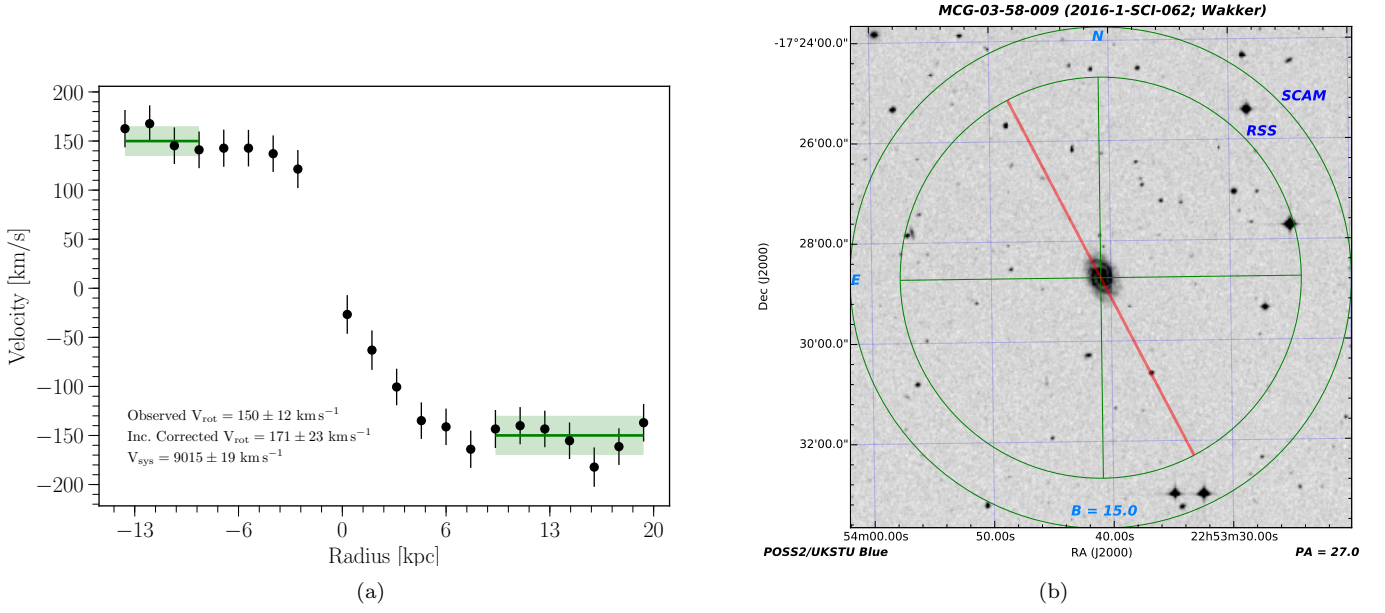 MCG-03-58-009 (2016-1-SCI-062; Wakker)
200
150
100
50
0
−50
−100
−150
−200
Velocity [km/s]
Observed V_rot = 150 ± 12 km s⁻¹
Inc. Corrected V_rot = 171 ± 23 km s⁻¹
V_sys = 9015 ± 19 km s⁻¹
−13
−6
0
6
13
20
Radius [kpc]
(a)
-17°24'00.0"
26'00.0"
28'00.0"
30'00.0"
32'00.0"
Dec (J2000)
N
SCAM
RSS
E
B = 15.0
54m00.00s
50.00s
40.00s
22h53m30.00s
POSS2/UKSTU Blue
RA (J2000)
PA = 27.0
(b)